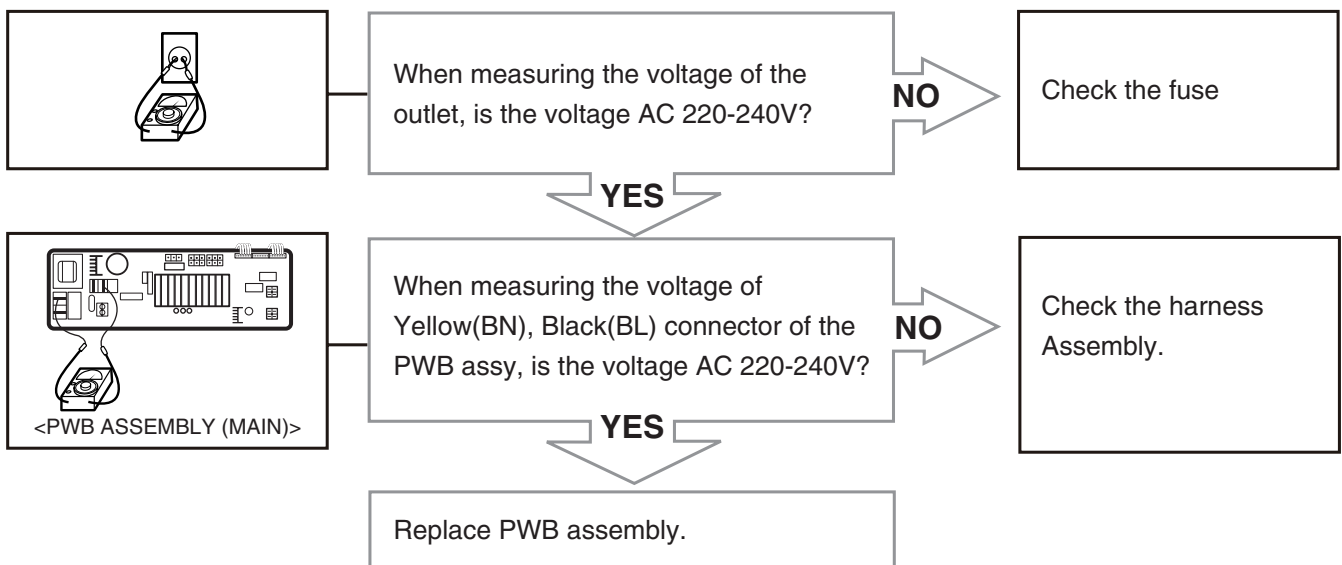 When measuring the voltage of the
outlet, is the voltage AC 220-240V?
NO
Check the fuse
YES
<PWB ASSEMBLY (MAIN)>
When measuring the voltage of
Yellow(BN), Black(BL) connector of the
PWB assy, is the voltage AC 220-240V?
NO
Check the harness
Assembly.
YES
Replace PWB assembly.